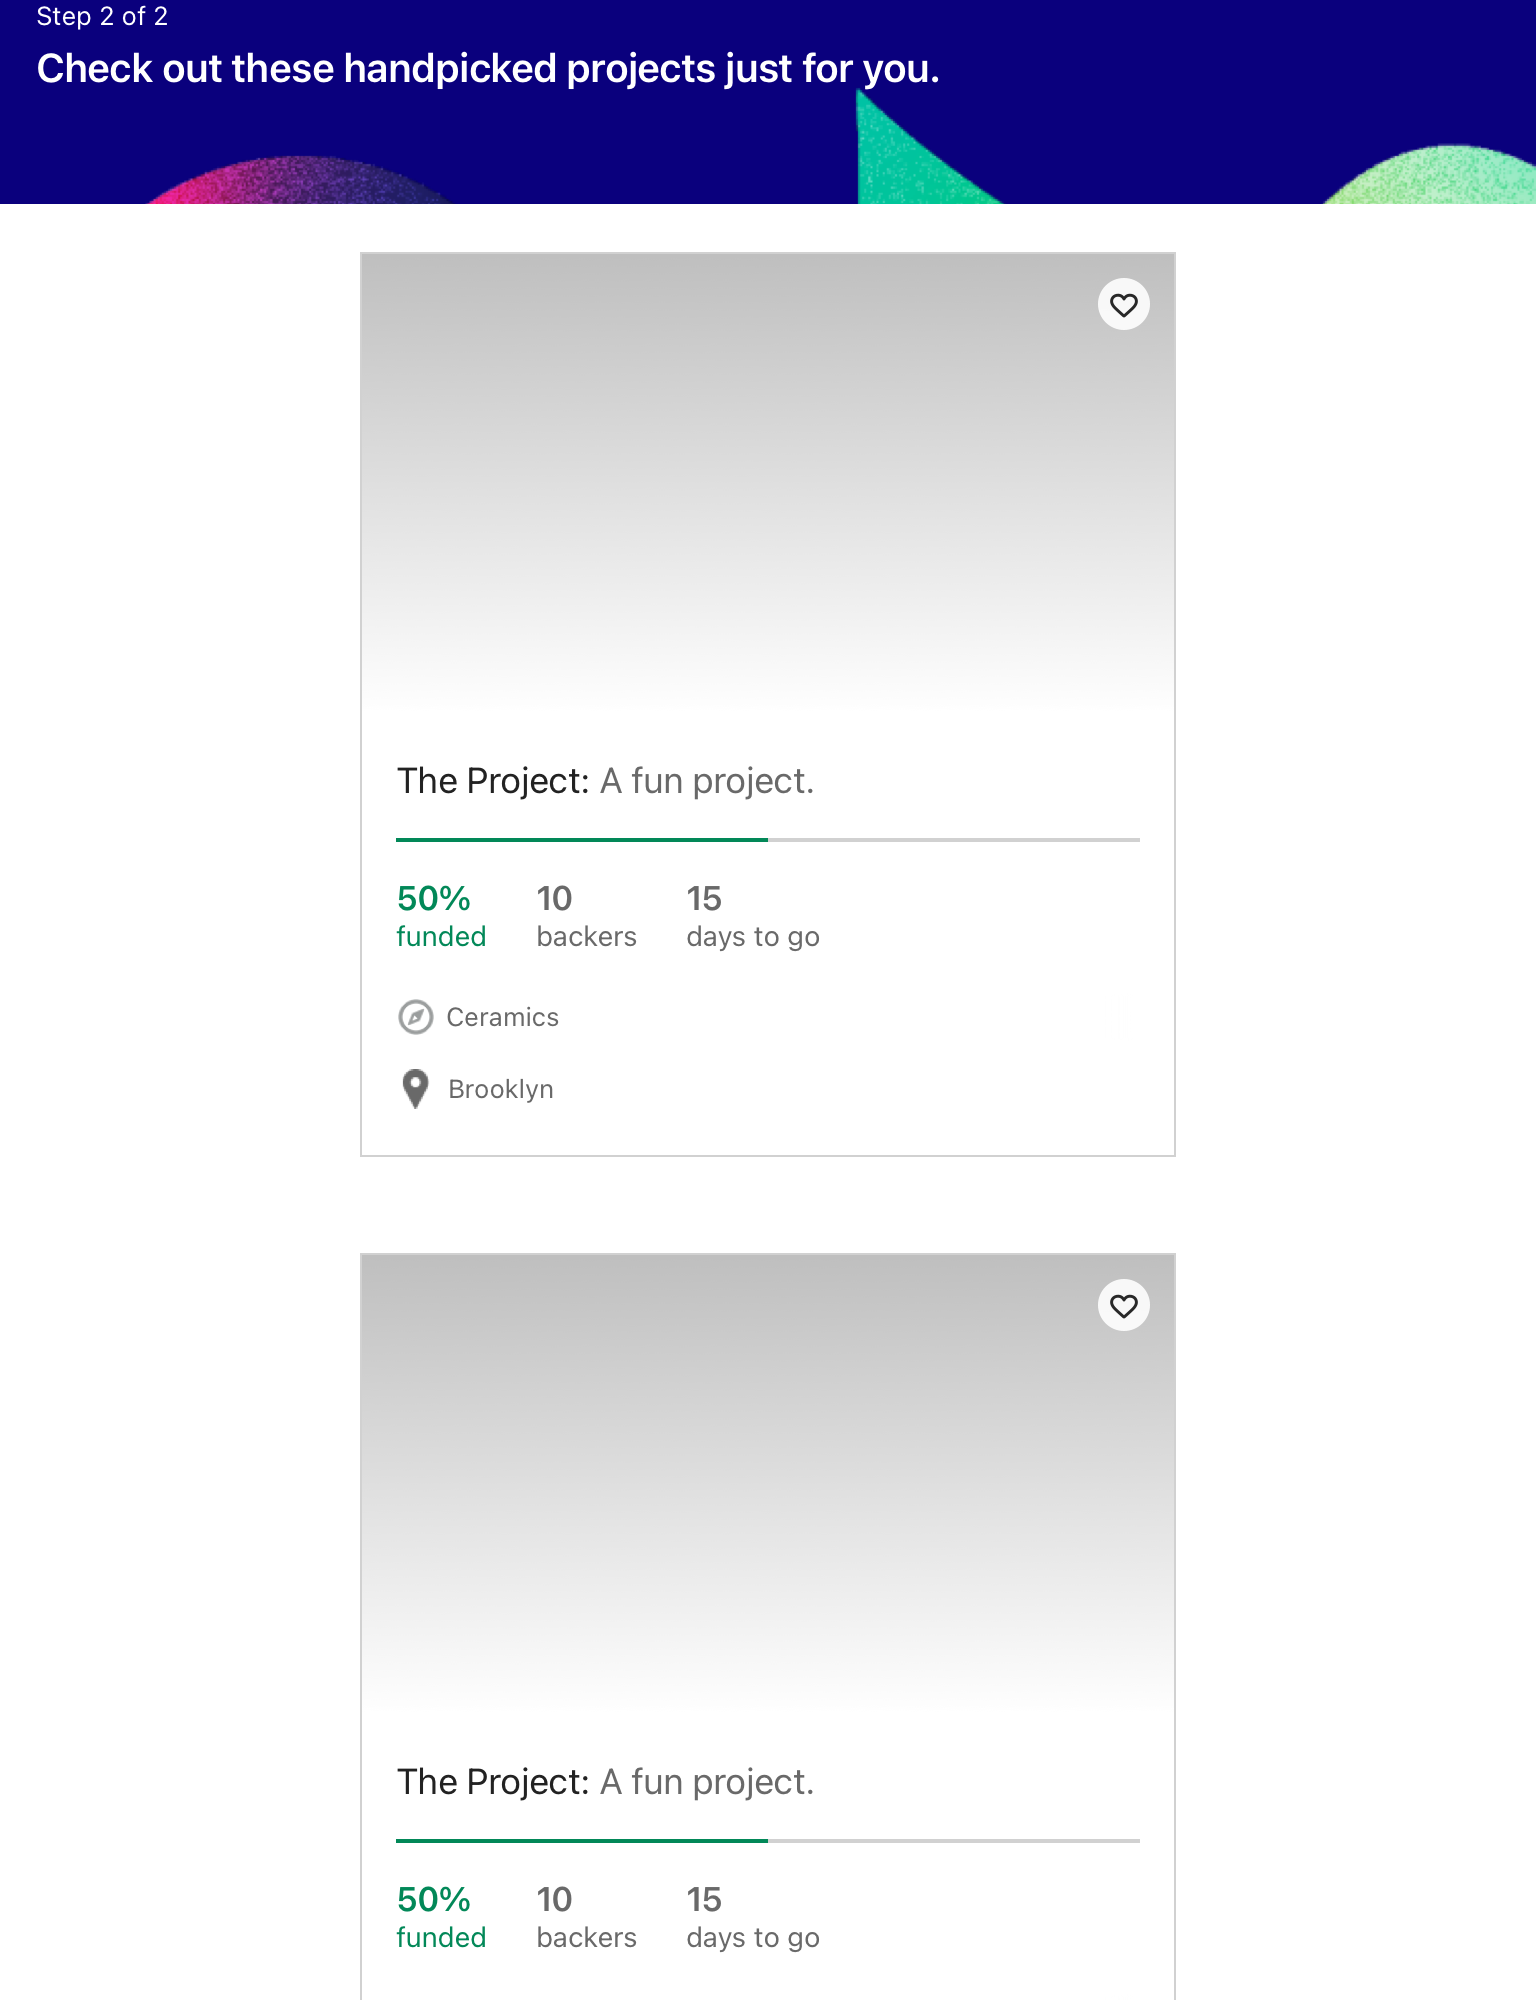 Step 2 of 2
Check out these handpicked projects just for you.
The Project: A fun project.
50% 10 15
funded backers days to go
Ceramics
Brooklyn
The Project: A fun project.
50% 10 15
funded backers days to go